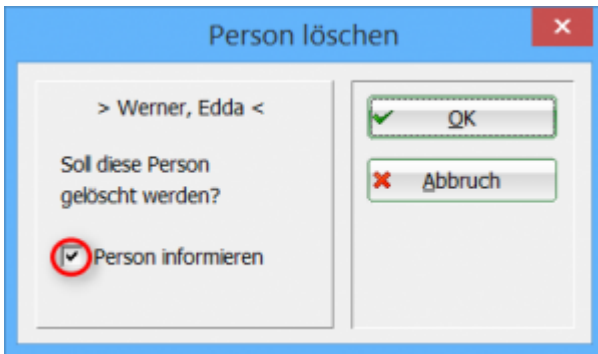 Person löschen
> Werner, Edda <
Soll diese Person
gelöscht werden?
Person informieren
OK
Abbruch